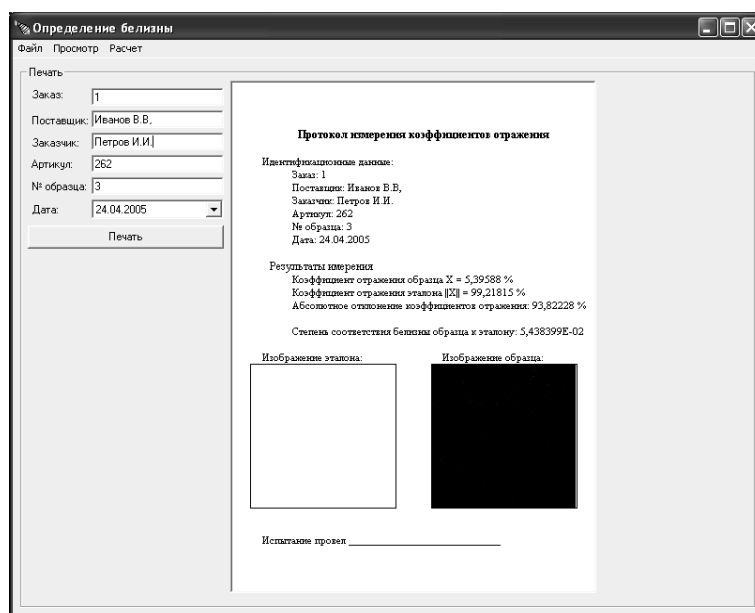 Определение белизны
Файл Просмотр Расчет
Печать
Заказ: 1
Поставщик: Иванов В.В,
Заказчик: Петров И.И.
Артикул: 262
№ образца: 3
Дата: 24.04.2005
Печать
Протокол измерения коэффициентов отражения
Идентификационные данные:
Заказ: 1
Поставщик: Иванов В.В,
Заказчик: Петров И.И.
Артикул: 262
№ образца: 3
Дата: 24.04.2005
Результаты имерения
Коэффициент отражения образца X = 5,39588 %
Коэффициент отражения эталона ||X|| = 99,21815 %
Абсолютное отклонение коэффициентов отражения: 93,82228 %
Степень соответствия белизны образца к эталону: 5,438399E-02
Изображение эталона: Изображение образца:
Испытание провел